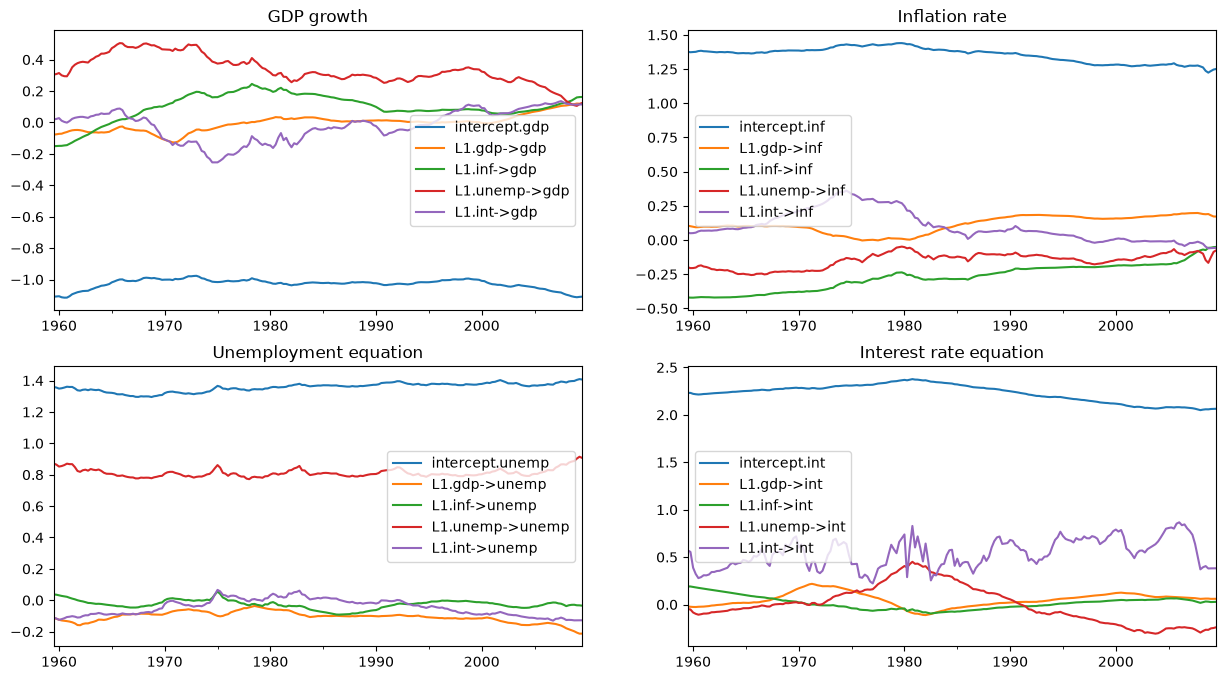 GDP growth
0.4
0.2
0.0
−0.2
−0.4
−0.6
−0.8
−1.0
intercept.gdp
L1.gdp->gdp
L1.inf->gdp
L1.unemp->gdp
L1.int->gdp
1960 1970 1980 1990 2000
Inflation rate
1.50
1.25
1.00
0.75
0.50
0.25
0.00
−0.25
−0.50
intercept.inf
L1.gdp->inf
L1.inf->inf
L1.unemp->inf
L1.int->inf
1960 1970 1980 1990 2000
Unemployment equation
1.4
1.2
1.0
0.8
0.6
0.4
0.2
0.0
−0.2
intercept.unemp
L1.gdp->unemp
L1.inf->unemp
L1.unemp->unemp
L1.int->unemp
1960 1970 1980 1990 2000
Interest rate equation
2.5
2.0
1.5
1.0
0.5
0.0
intercept.int
L1.gdp->int
L1.inf->int
L1.unemp->int
L1.int->int
1960 1970 1980 1990 2000